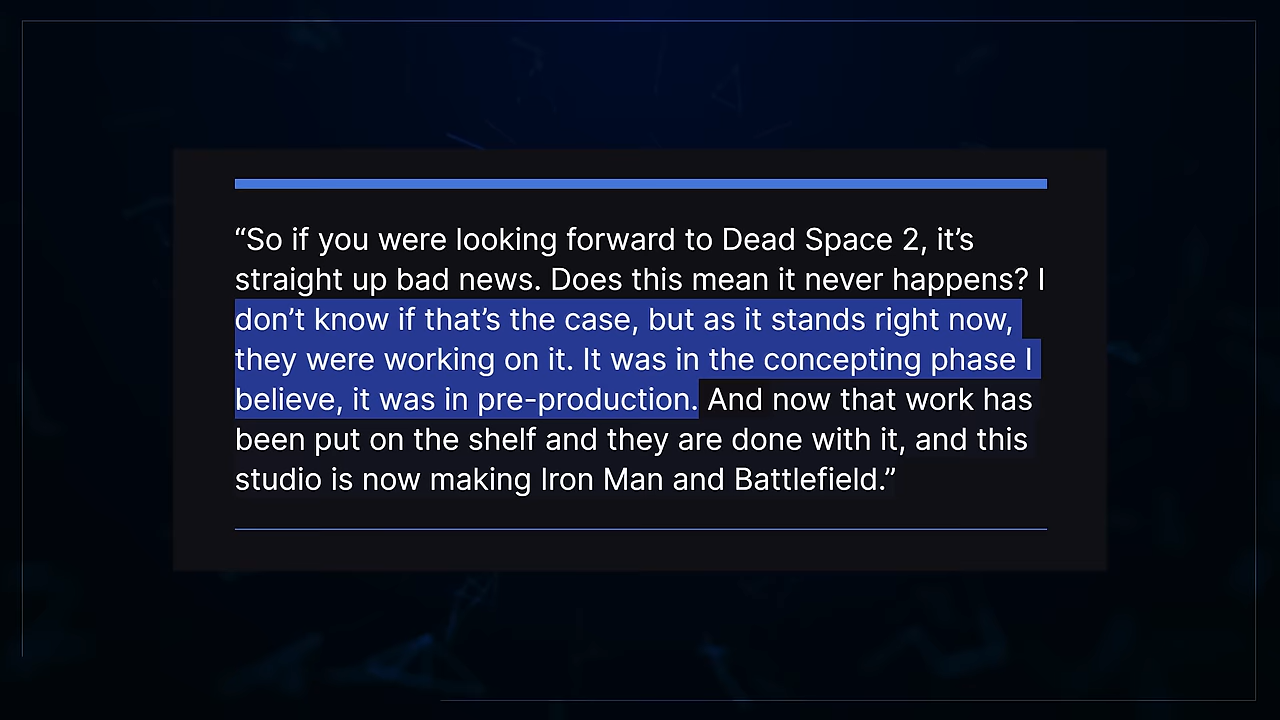 “So if you were looking forward to Dead Space 2, it’s
straight up bad news. Does this mean it never happens? I
don’t know if that’s the case, but as it stands right now,
they were working on it. It was in the concepting phase I
believe, it was in pre-production. And now that work has
been put on the shelf and they are done with it, and this
studio is now making Iron Man and Battlefield.”